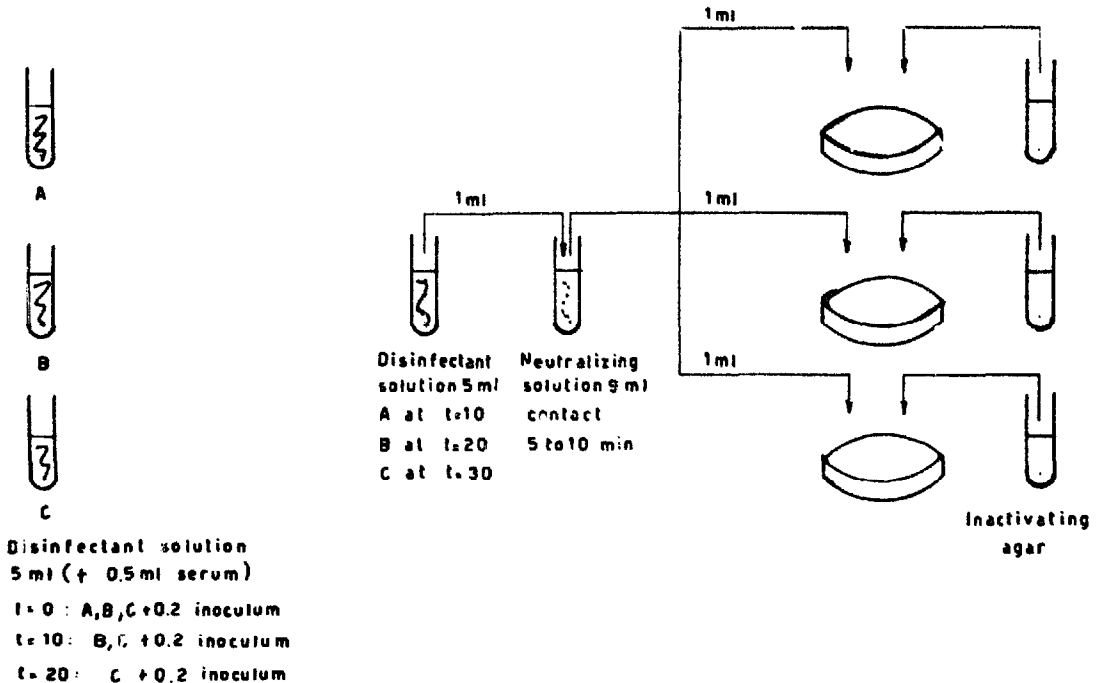 1ml
A
1ml
1ml
B
Disinfectant
solution 5ml
A at t=10
B at t=20
C at t=30
Neutralizing
solution 9ml
contact
5 to 10 min
1ml
C
Inactivating
agar
Disinfectant solution
5 ml (+ 0.5ml serum)
t=0 : A,B,C +0.2 inoculum
t=10: B,C +0.2 inoculum
t=20: C +0.2 inoculum